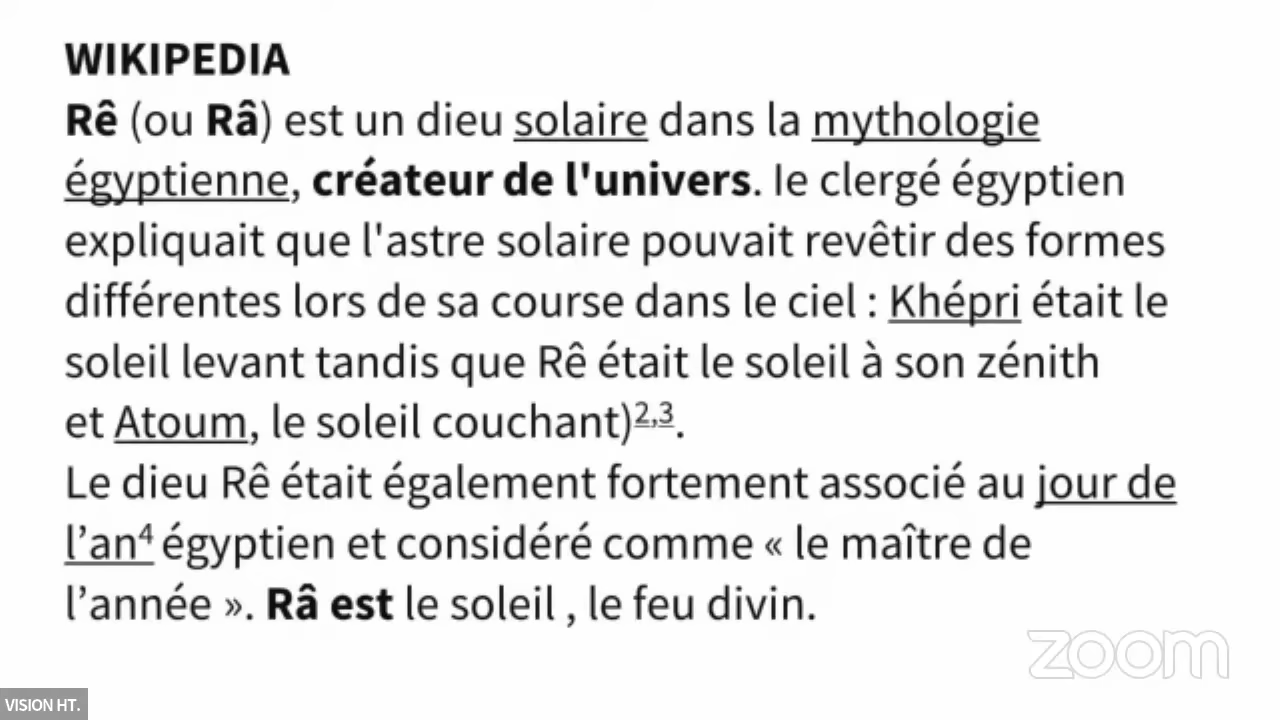 WIKIPEDIA
Rê (ou Râ) est un dieu solaire dans la mythologie
égyptienne, créateur de l'univers. Ie clergé égyptien
expliquait que l'astre solaire pouvait revêtir des formes
différentes lors de sa course dans le ciel : Khépri était le
soleil levant tandis que Rê était le soleil à son zénith
et Atoum, le soleil couchant)2,3.
Le dieu Rê était également fortement associé au jour de
l’an4 égyptien et considéré comme « le maître de
l’année ». Râ est le soleil , le feu divin.
zoom
VISION HT.